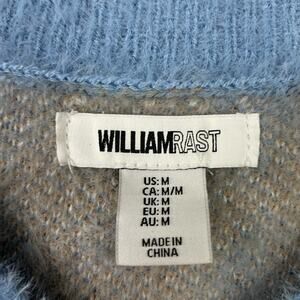 WILLIAMRAST
US: M
CA: M/M
UK: M
EU: M
AU: M
MADE IN
CHINA